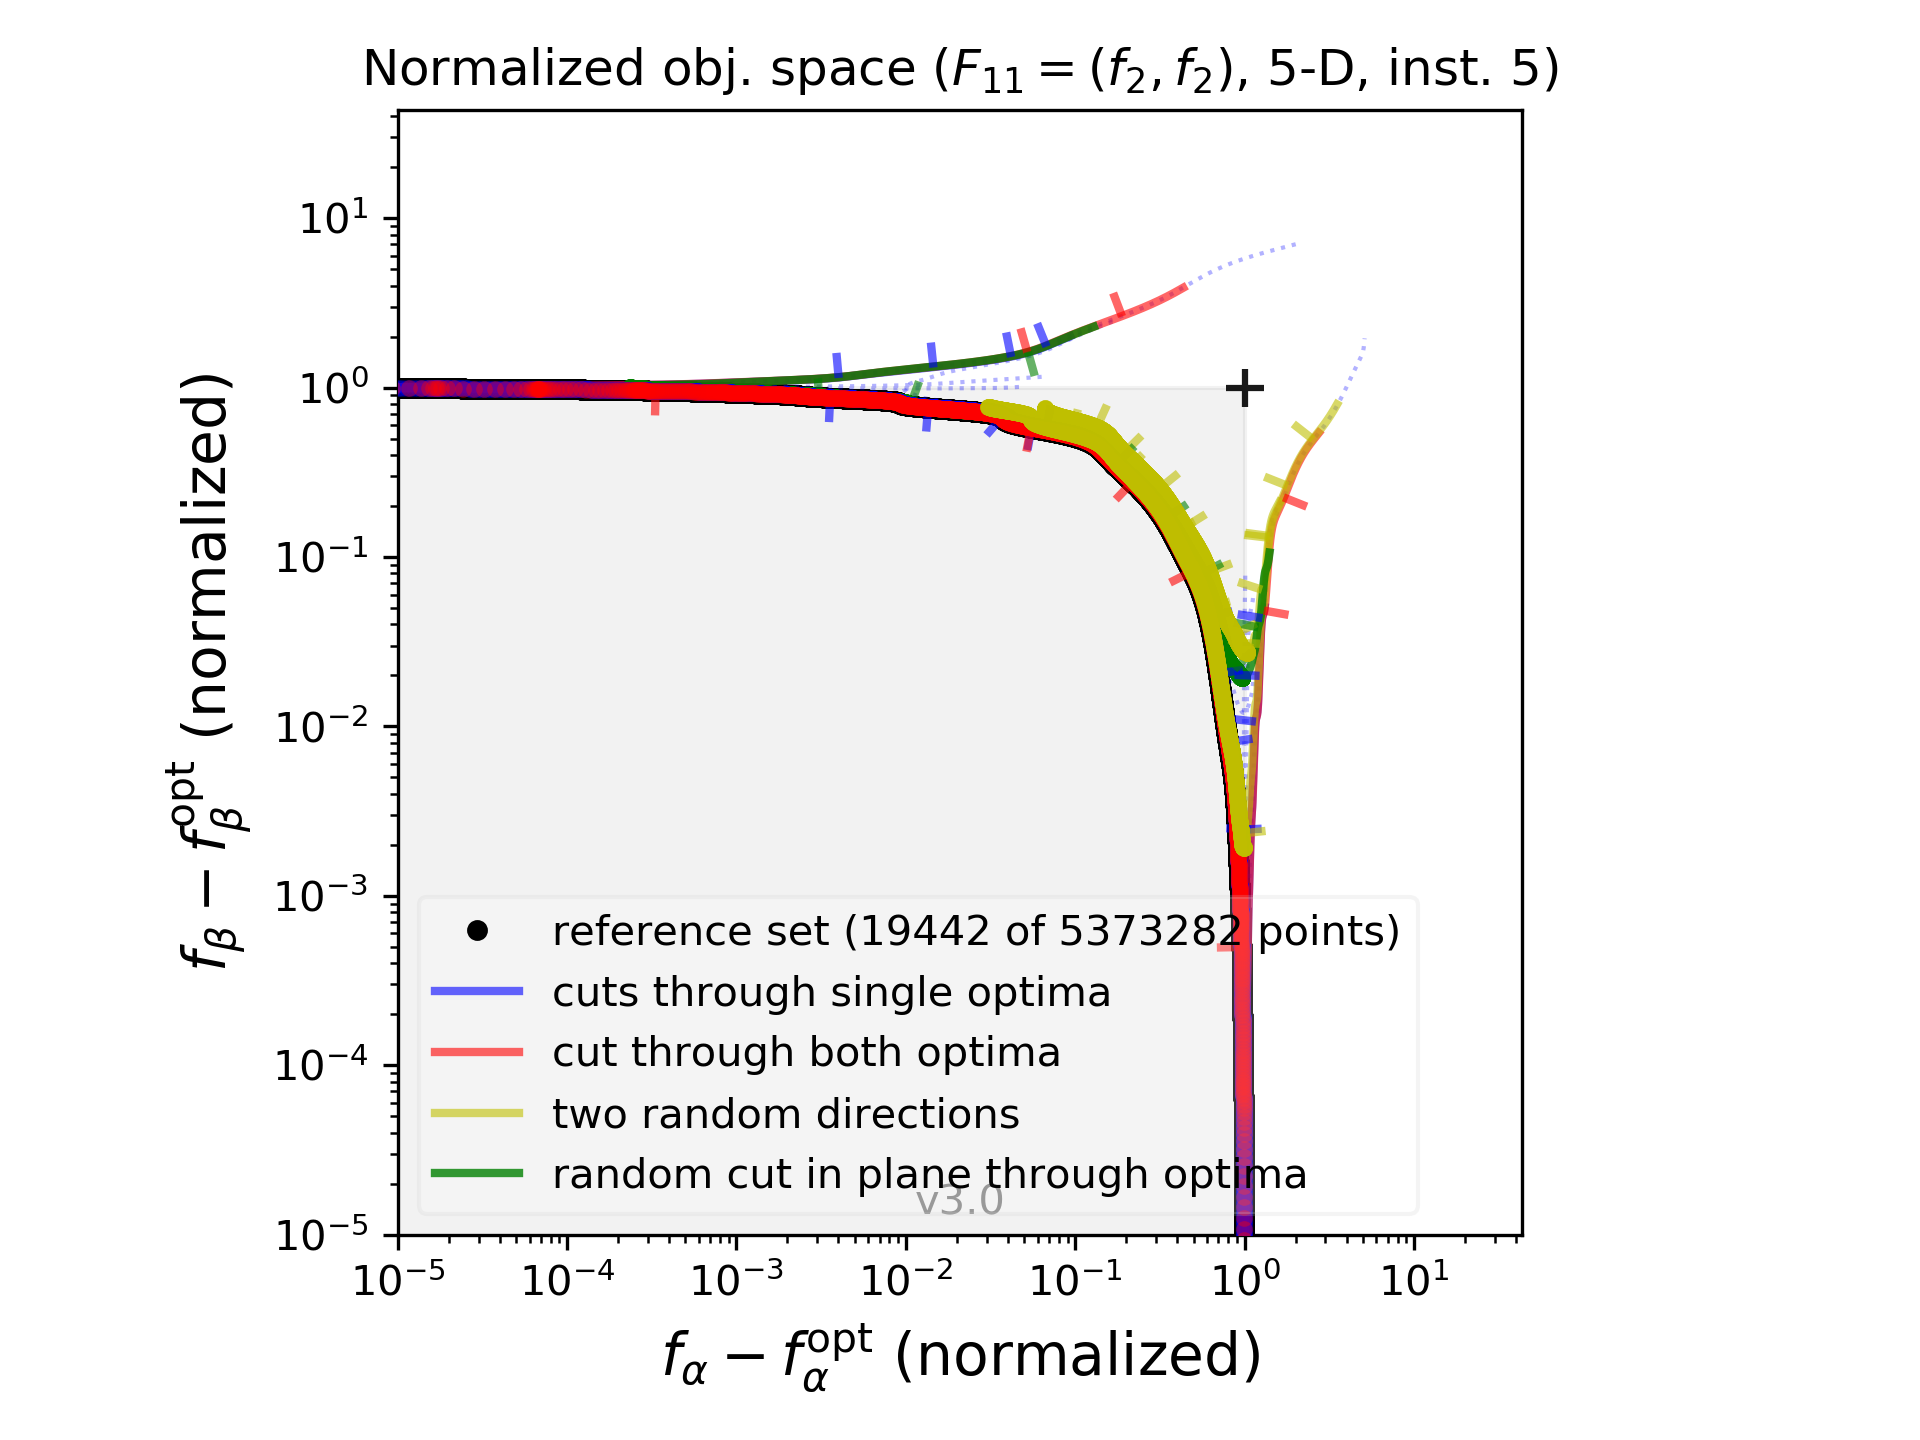 Normalized obj. space (F₁₁ = (f₂, f₂), 5-D, inst. 5)
10¹
10⁰
10⁻¹
10⁻²
10⁻³
10⁻⁴
10⁻⁵
f_β − f_β^opt (normalized)
reference set (19442 of 5373282 points)
cuts through single optima
cut through both optima
two random directions
random cut in plane through optima
v3.0
10⁻⁵ 10⁻⁴ 10⁻³ 10⁻² 10⁻¹ 10⁰ 10¹
f_α − f_α^opt (normalized)